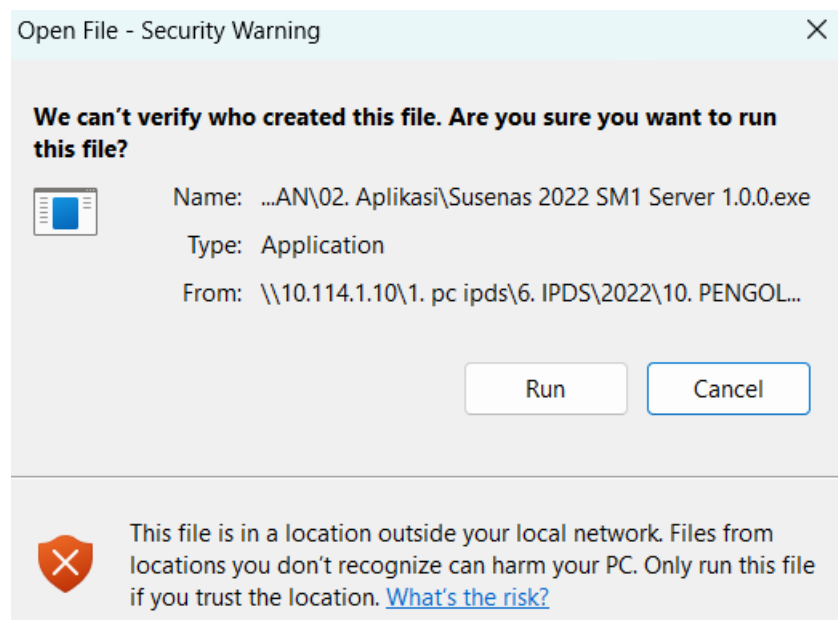 Open File - Security Warning
We can't verify who created this file. Are you sure you want to run
this file?
Name: ...AN\02. Aplikasi\Susenas 2022 SM1 Server 1.0.0.exe
Type: Application
From: \\10.114.1.10\1. pc ipds\6. IPDS\2022\10. PENGOL...
Run Cancel
This file is in a location outside your local network. Files from
locations you don't recognize can harm your PC. Only run this file
if you trust the location. What's the risk?